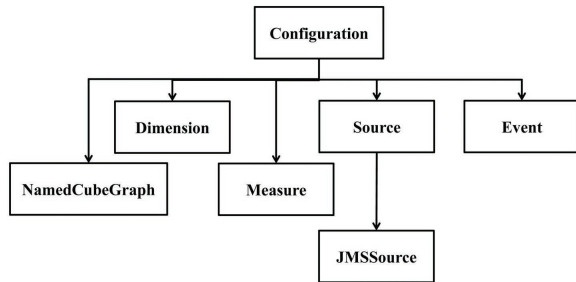 Configuration
Dimension
Source
Event
NamedCubeGraph
Measure
JMSSource